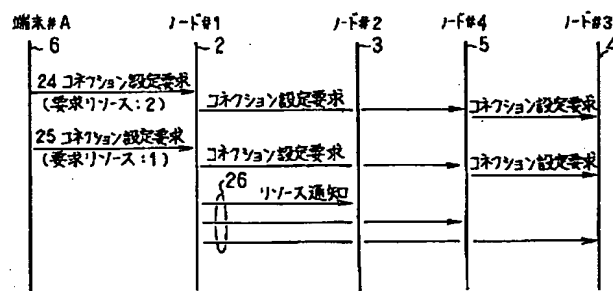 端末#A ノード#1 ノード#2 ノード#4 ノード#3
6 2 3 5 4
24 コネクション設定要求
(要求リソース:2)
コネクション設定要求
コネクション設定要求
25 コネクション設定要求
(要求リソース:1)
コネクション設定要求
コネクション設定要求
26
リソース通知